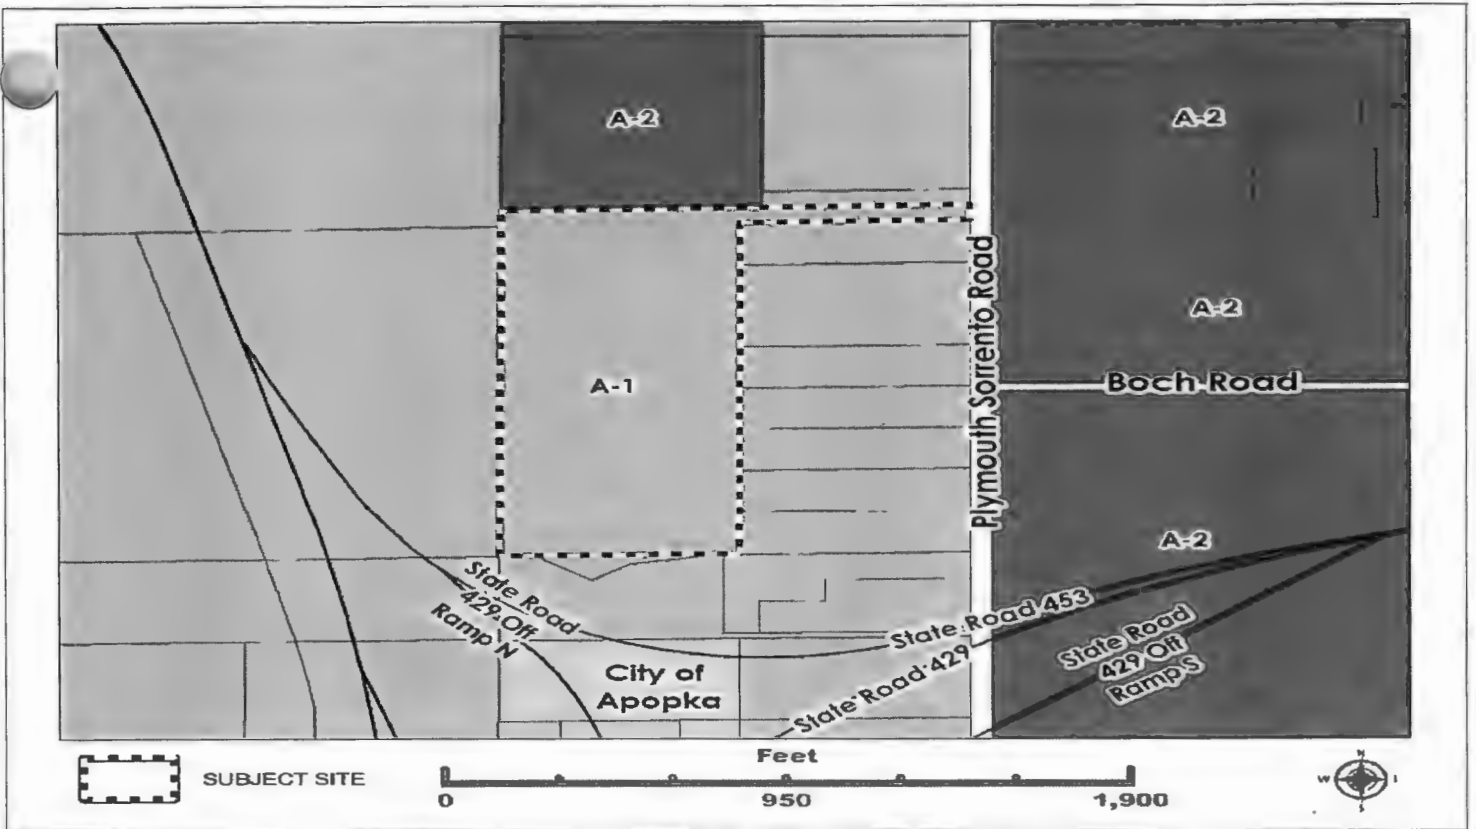 A-2
A-2
A-2
A-1
Plymouth Sorrento Road
Boch Road
A-2
State Road
429 Off
Ramp N
State Road 453
State Road 429
State Road
429 Off
Ramp S
City of
Apopka
Feet
SUBJECT SITE
0
950
1,900
N
W
S